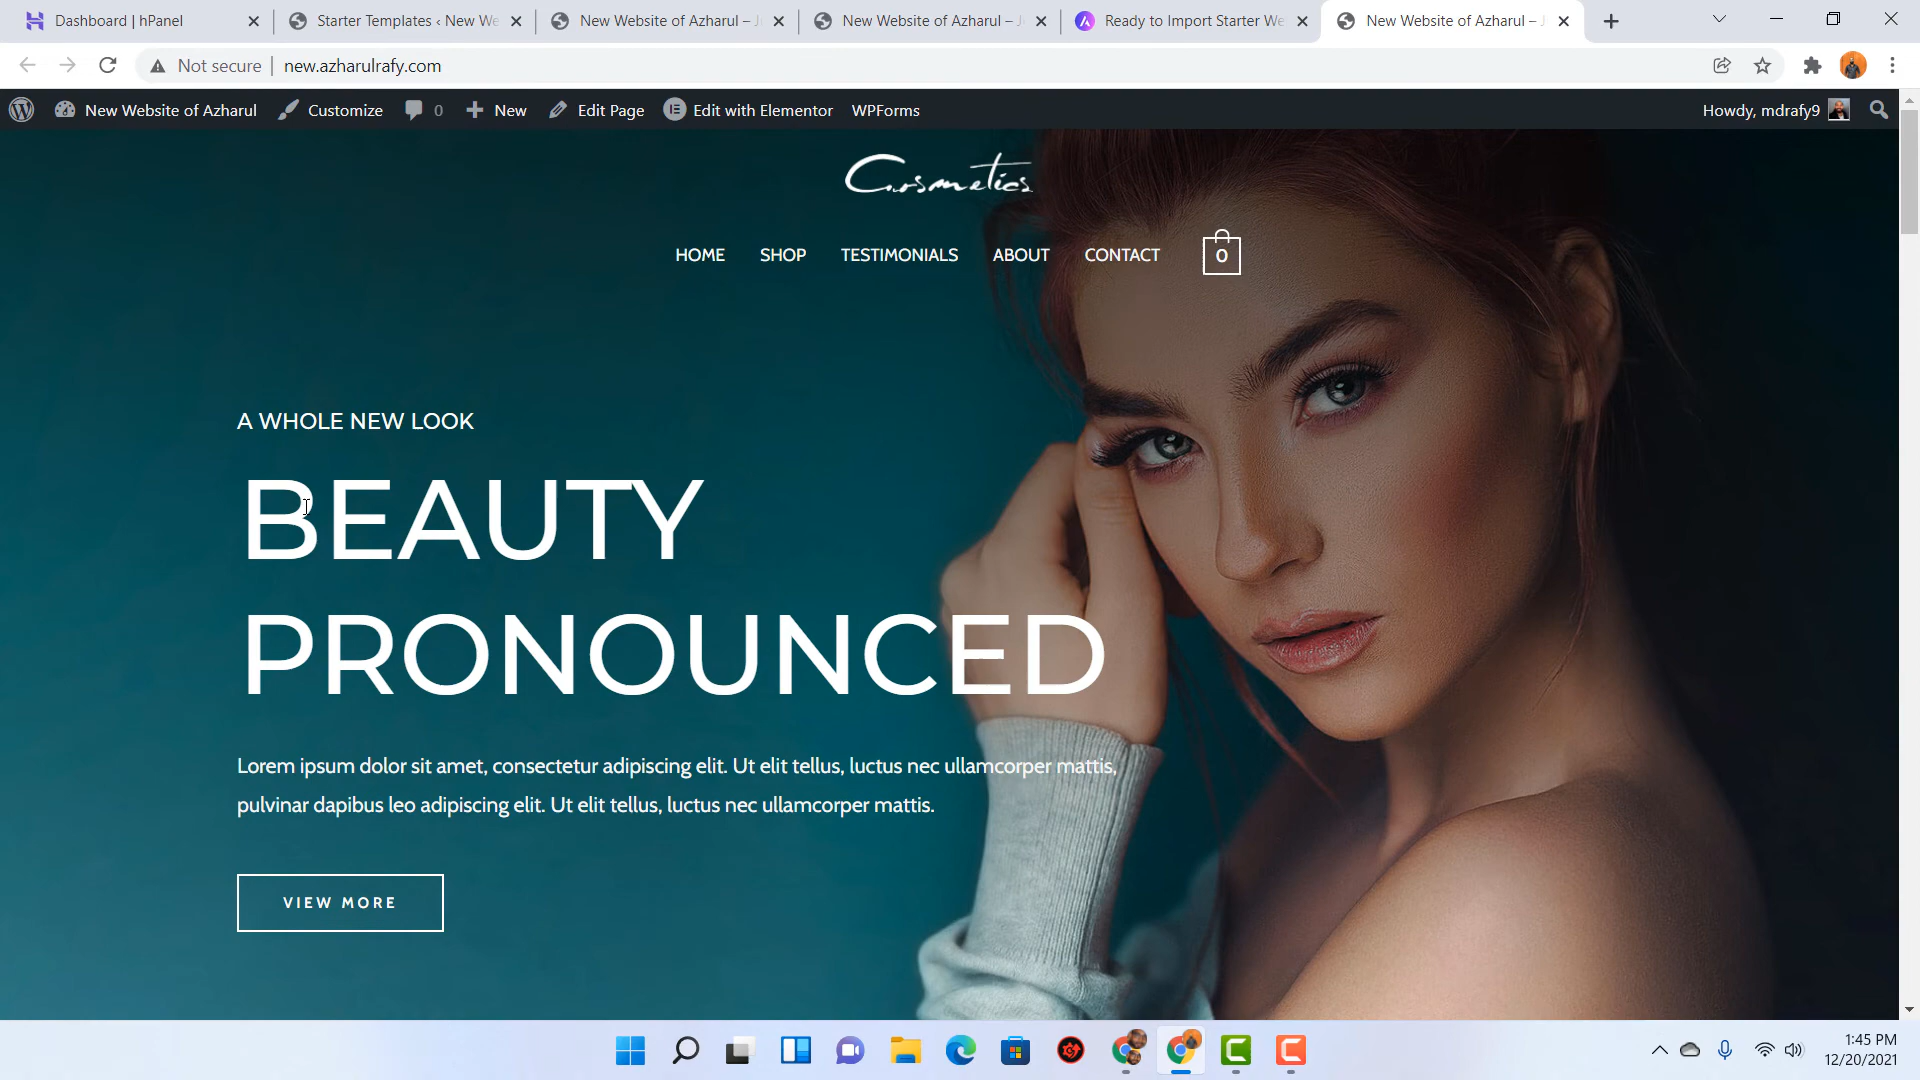 Dashboard | hPanel
Starter Templates ‹ New We
New Website of Azharul –
New Website of Azharul –
Ready to Import Starter We
New Website of Azharul –
Not secure
new.azharulrafy.com
New Website of Azharul
Customize
0
New
Edit Page
Edit with Elementor
WPForms
Howdy, mdrafy9
Cosmetics
HOME
SHOP
TESTIMONIALS
ABOUT
CONTACT
0
A WHOLE NEW LOOK
BEAUTY
PRONOUNCED
Lorem ipsum dolor sit amet, consectetur adipiscing elit. Ut elit tellus, luctus nec ullamcorper mattis,
pulvinar dapibus leo adipiscing elit. Ut elit tellus, luctus nec ullamcorper mattis.
VIEW MORE
1:45 PM
12/20/2021